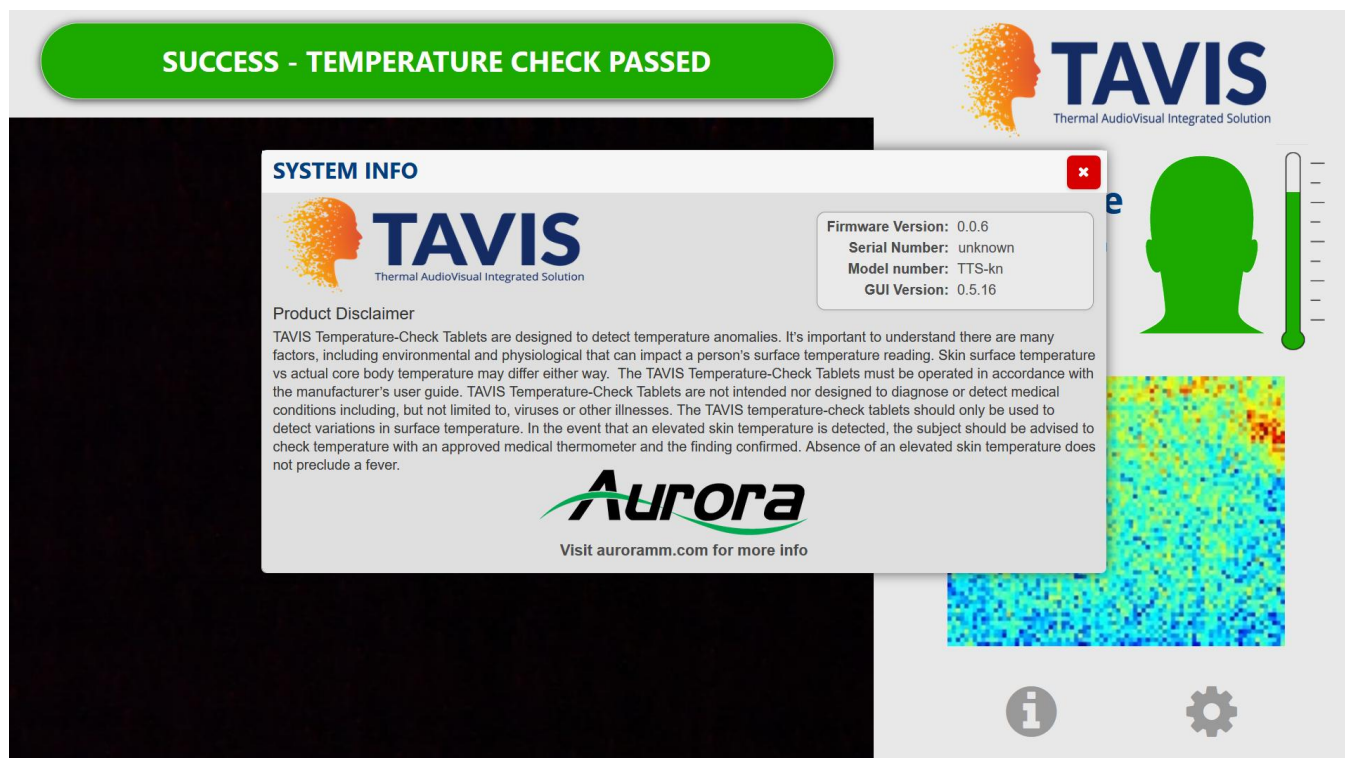 SUCCESS - TEMPERATURE CHECK PASSED
TAVIS
Thermal AudioVisual Integrated Solution
SYSTEM INFO
e
TAVIS
Thermal AudioVisual Integrated Solution
Firmware Version: 0.0.6
Serial Number: unknown
Model number: TTS-kn
GUI Version: 0.5.16
Product Disclaimer
TAVIS Temperature-Check Tablets are designed to detect temperature anomalies. It's important to understand there are many
factors, including environmental and physiological that can impact a person's surface temperature reading. Skin surface temperature
vs actual core body temperature may differ either way. The TAVIS Temperature-Check Tablets must be operated in accordance with
the manufacturer's user guide. TAVIS Temperature-Check Tablets are not intended nor designed to diagnose or detect medical
conditions including, but not limited to, viruses or other illnesses. The TAVIS temperature-check tablets should only be used to
detect variations in surface temperature. In the event that an elevated skin temperature is detected, the subject should be advised to
check temperature with an approved medical thermometer and the finding confirmed. Absence of an elevated skin temperature does
not preclude a fever.
Aurora
Visit auroramm.com for more info